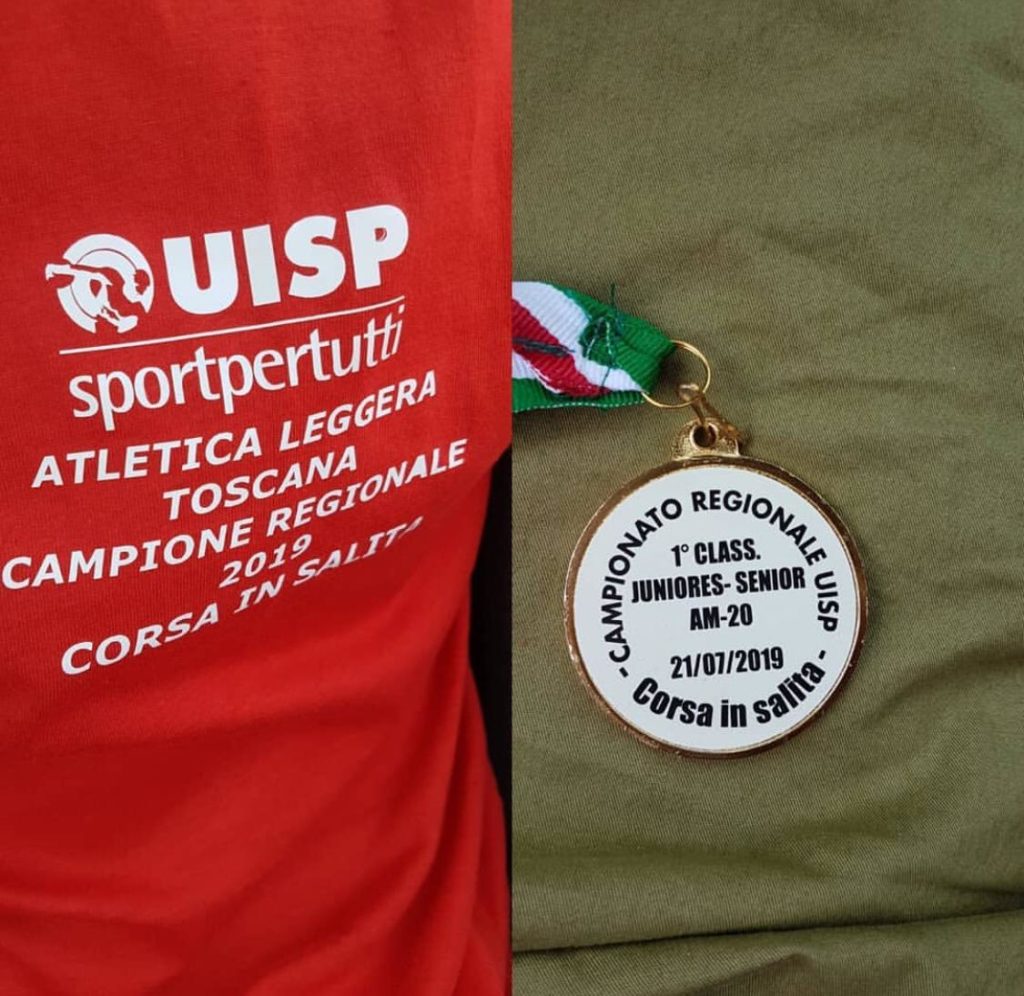 UISP
sportpertutti
ATLETICA LEGGERA
TOSCANA
CAMPIONE REGIONALE
2019
CORSA IN SALITA
- CAMPIONATO REGIONALE UISP -
1° CLASS.
JUNIORES- SENIOR
AM-20
21/07/2019
Corsa in salita